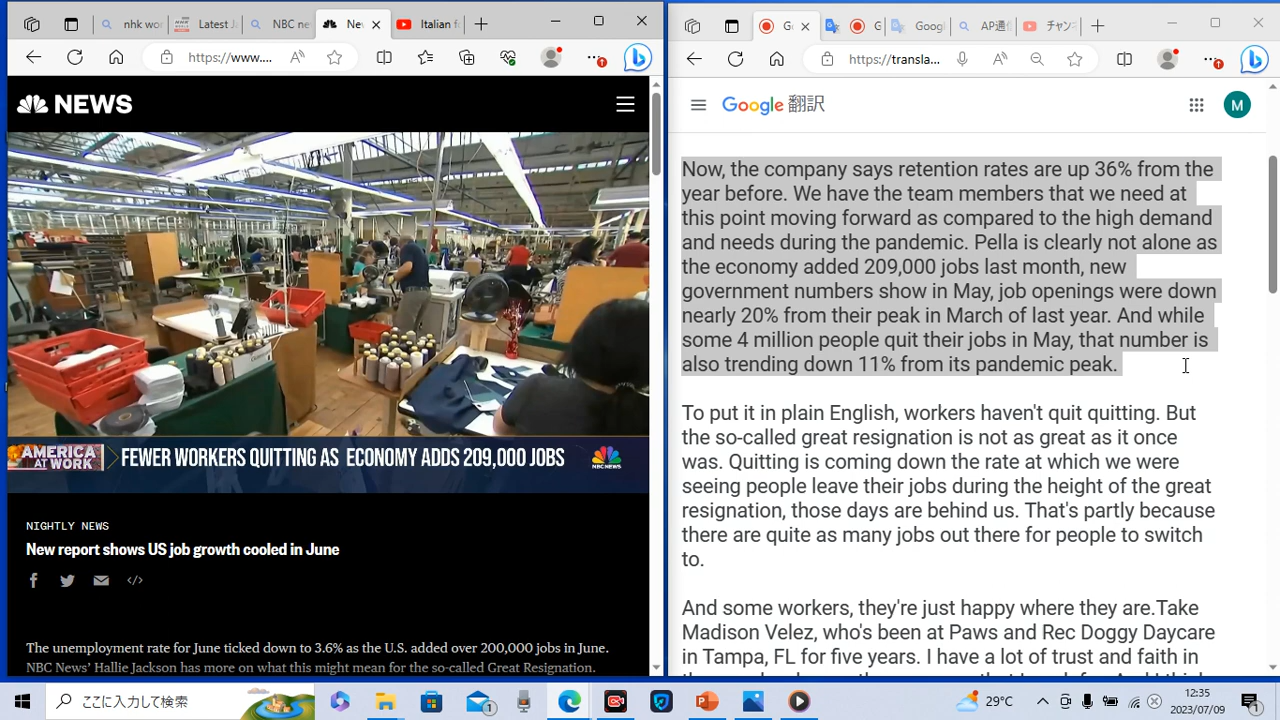 nhk wor
Latest J
NBC ne
Nev
Italian f
https://www....
NEWS
AMERICA AT WORK
FEWER WORKERS QUITTING AS ECONOMY ADDS 209,000 JOBS
NBC NEWS
NIGHTLY NEWS
New report shows US job growth cooled in June
The unemployment rate for June ticked down to 3.6% as the U.S. added over 200,000 jobs in June.
NBC News’ Hallie Jackson has more on what this might mean for the so-called Great Resignation.
Go
G
Googl
AP通信
チャン
https://transla...
Google 翻訳
M
Now, the company says retention rates are up 36% from the
year before. We have the team members that we need at
this point moving forward as compared to the high demand
and needs during the pandemic. Pella is clearly not alone as
the economy added 209,000 jobs last month, new
government numbers show in May, job openings were down
nearly 20% from their peak in March of last year. And while
some 4 million people quit their jobs in May, that number is
also trending down 11% from its pandemic peak.
To put it in plain English, workers haven't quit quitting. But
the so-called great resignation is not as great as it once
was. Quitting is coming down the rate at which we were
seeing people leave their jobs during the height of the great
resignation, those days are behind us. That's partly because
there are quite as many jobs out there for people to switch
to.
And some workers, they're just happy where they are.Take
Madison Velez, who's been at Paws and Rec Doggy Daycare
in Tampa, FL for five years. I have a lot of trust and faith in
ここに入力して検索
1
29°C
12:35
2023/07/09
1